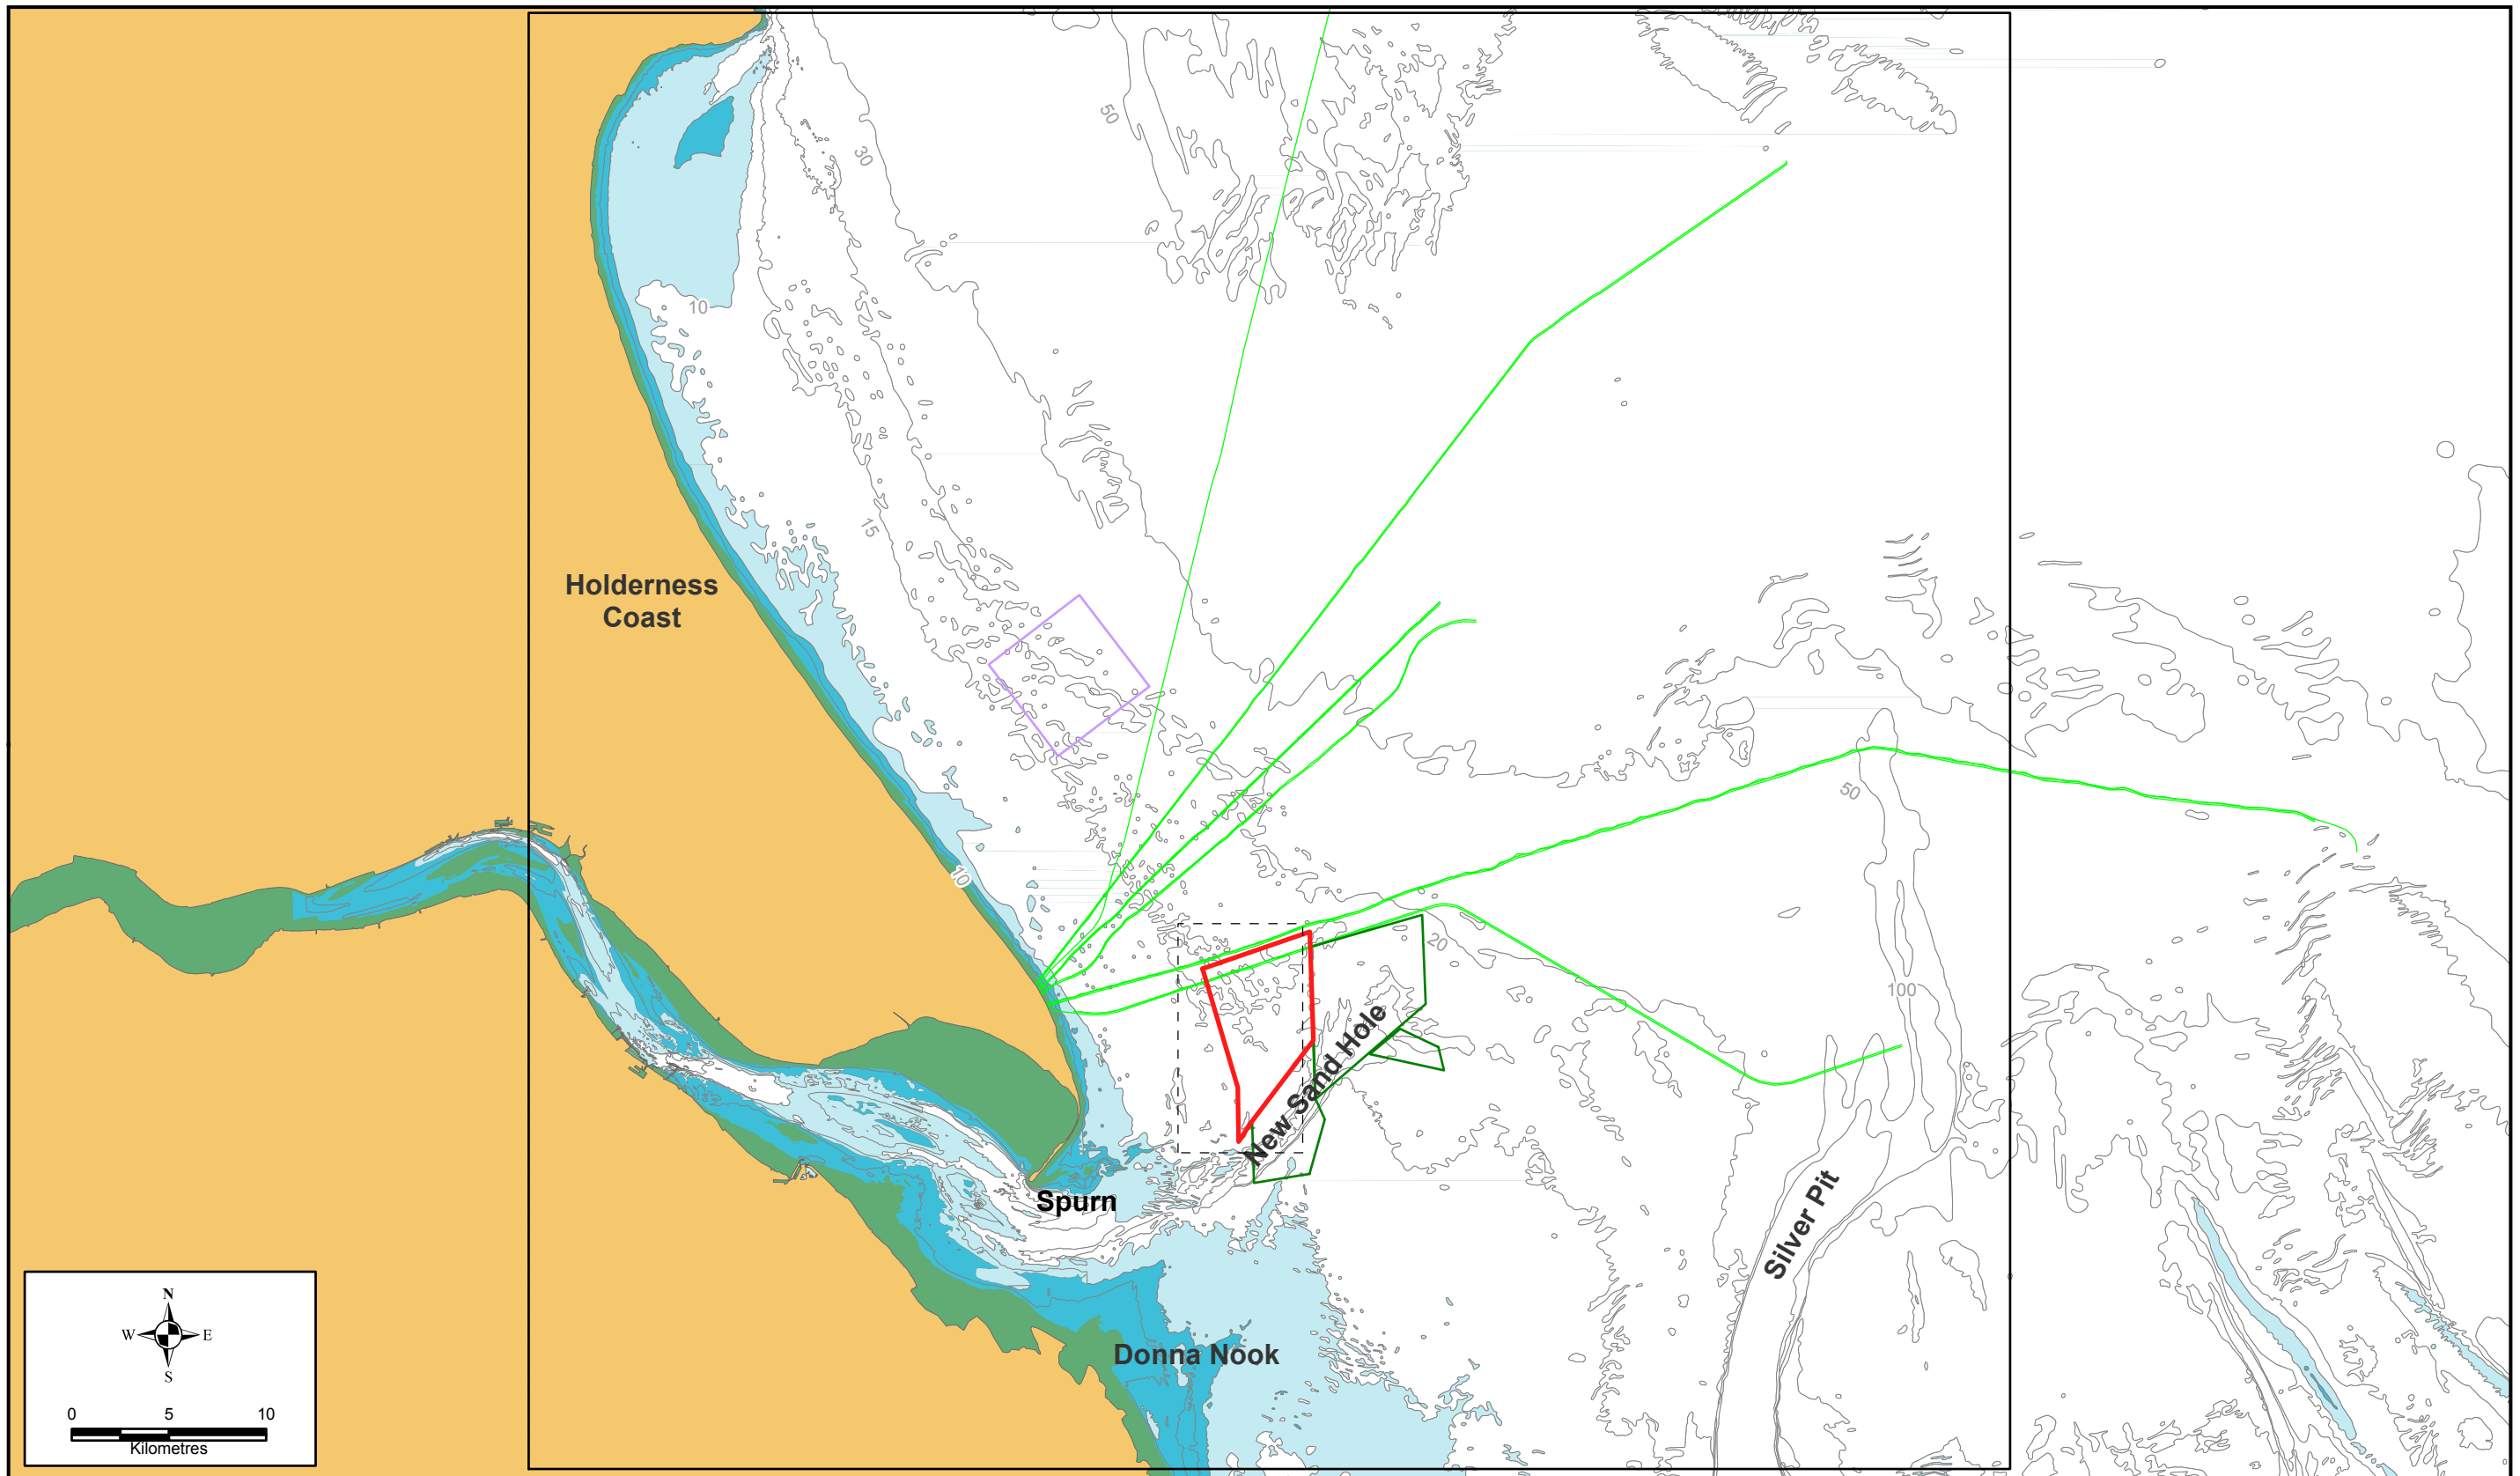 50
30
10
15
Holderness
Coast
50
10
20
100
New Sand Hole
Silver Pit
Spurn
Donna Nook
N
W E
S
0 5 10
Kilometres